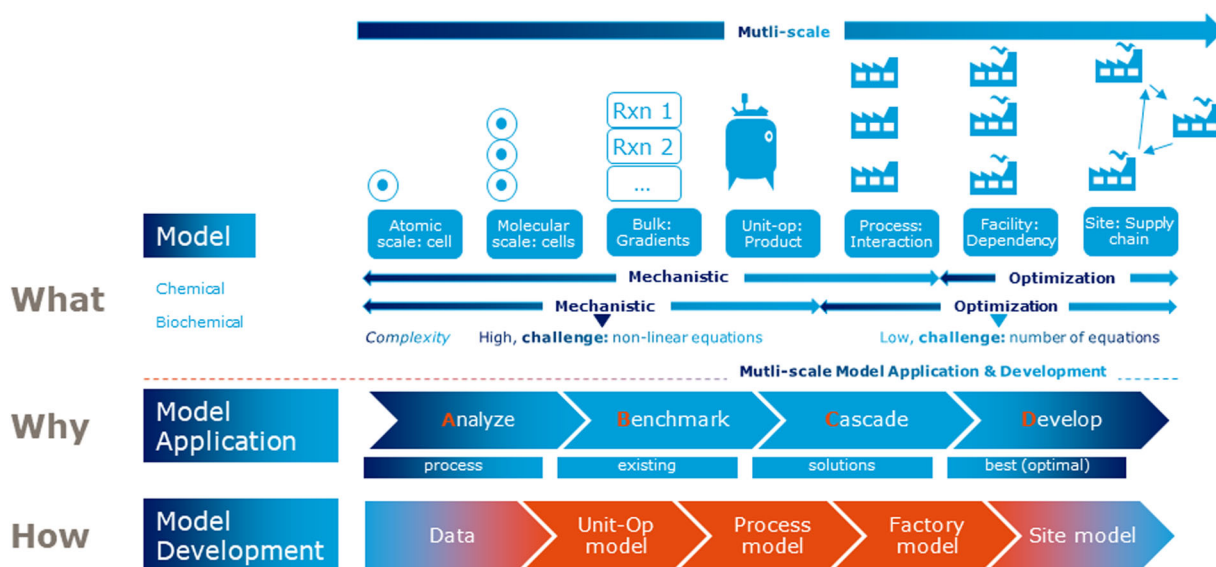 Mutli-scale
Rxn 1
Rxn 2
...
Model
Atomic
scale: cell
Molecular
scale: cells
Bulk:
Gradients
Unit-op:
Product
Process:
Interaction
Facility:
Dependency
Site: Supply
chain
What
Chemical
Biochemical
Mechanistic
Optimization
Mechanistic
Optimization
Complexity
High, challenge: non-linear equations
Low, challenge: number of equations
Mutli-scale Model Application & Development
Why
Model
Application
Analyze
Benchmark
Cascade
Develop
process
existing
solutions
best (optimal)
How
Model
Development
Data
Unit-Op
model
Process
model
Factory
model
Site model